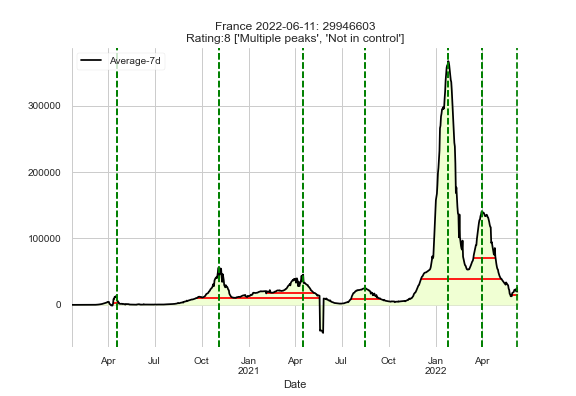 France 2022-06-11: 29946603
Rating:8 ['Multiple peaks', 'Not in control']
Average-7d
300000
200000
100000
0
Apr Jul Oct Jan Apr Jul Oct Jan Apr
2021 2022
Date